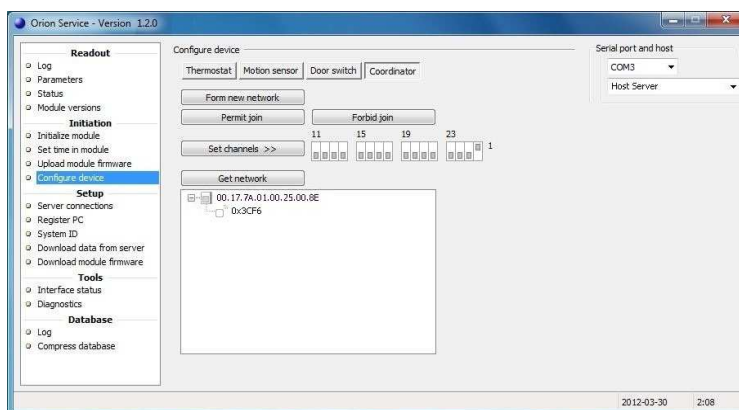 Orion Service - Version 1.2.0
Readout
Log
Parameters
Status
Module versions
Initiation
Initialize module
Set time in module
Upload module firmware
Configure device
Setup
Server connections
Register PC
System ID
Download data from server
Download module firmware
Tools
Interface status
Diagnostics
Database
Log
Compress database
Configure device
Thermostat Motion sensor Door switch Coordinator
Form new network
Permit join Forbid join
11 15 19 23
Set channels >> 1
Get network
00.17.7A.01.00.25.00.8E
0x3CF6
Serial port and host
COM3
Host Server
2012-03-30 2:08